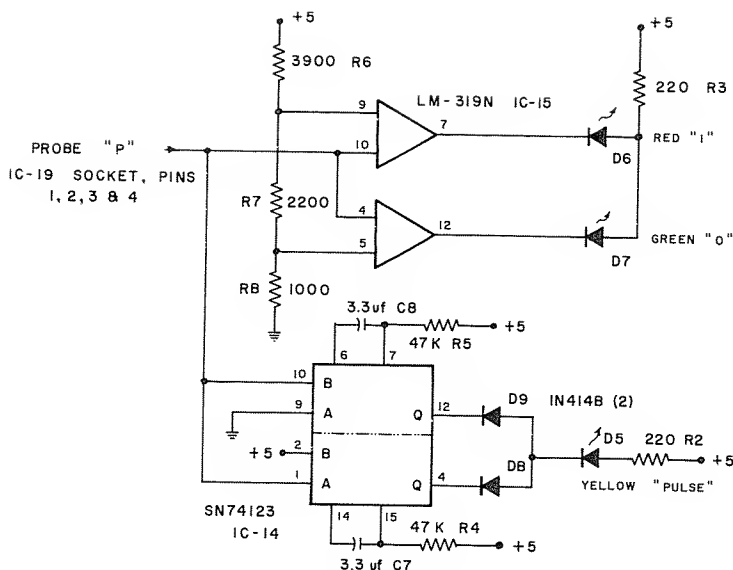 +5
3900 R6
+5
220 R3
LM-319N IC-15
9
7
10
D6
RED "1"
PROBE "P"
IC-19 SOCKET, PINS
1, 2, 3 & 4
R7 2200
4
12
5
D7
GREEN "0"
R8 1000
3.3uf C8
47K R5
+5
6
7
10
B
9
A
Q
12
D9
IN4148 (2)
+5
2
B
1
A
Q
4
D8
D5
220 R2
+5
YELLOW "PULSE"
SN74123
IC-14
14
15
47K R4
+5
3.3 uf C7